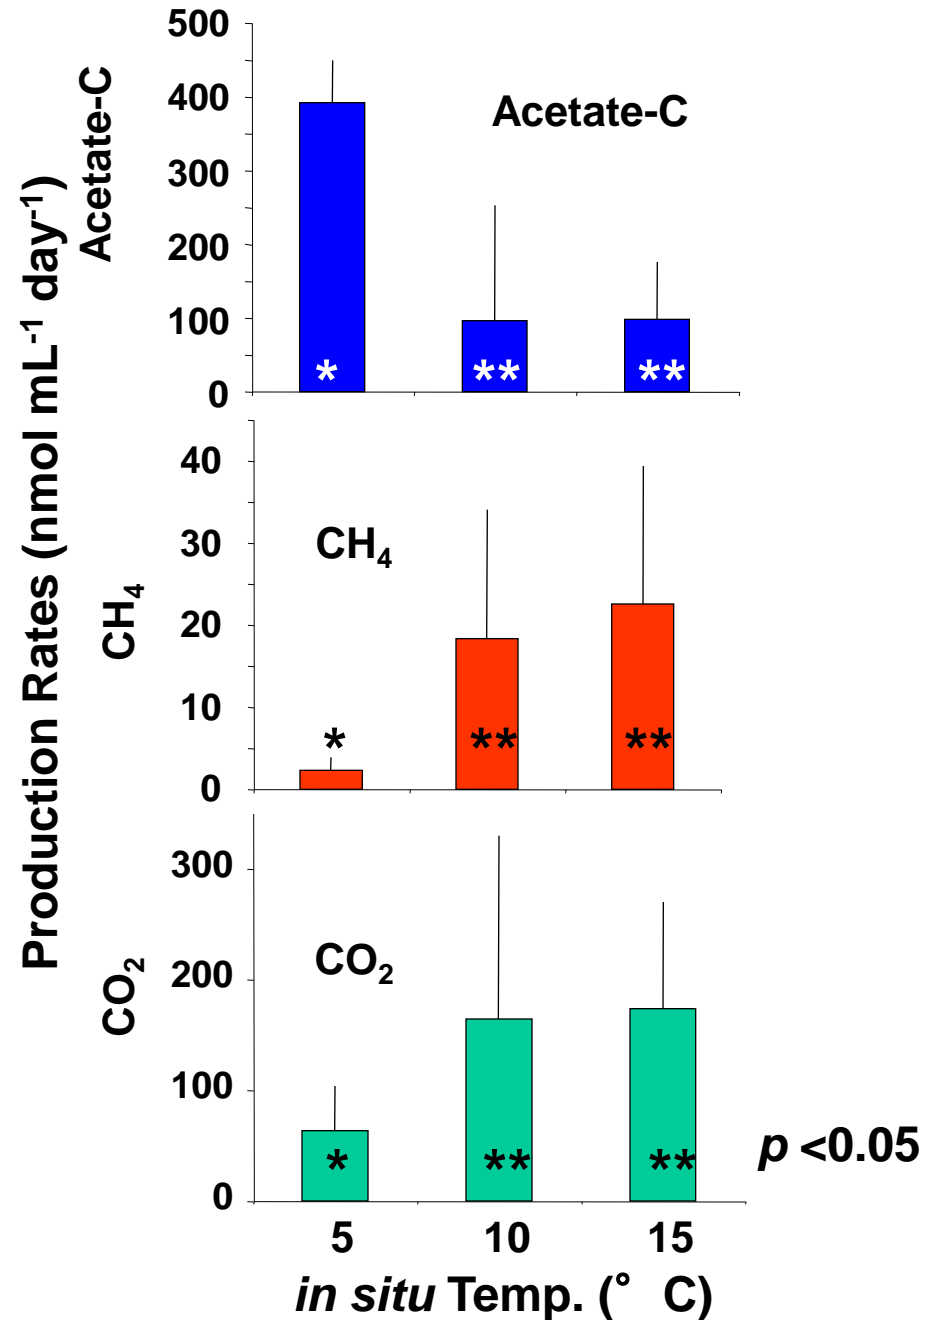 Production Rates (nmol mL⁻¹ day⁻¹)
Acetate-C
500
400
300
200
100
0
Acetate-C
*
**
**
CH₄
40
30
20
10
0
CH₄
*
**
**
CO₂
300
200
100
0
CO₂
*
**
**
p <0.05
5 10 15
in situ Temp. (° C)